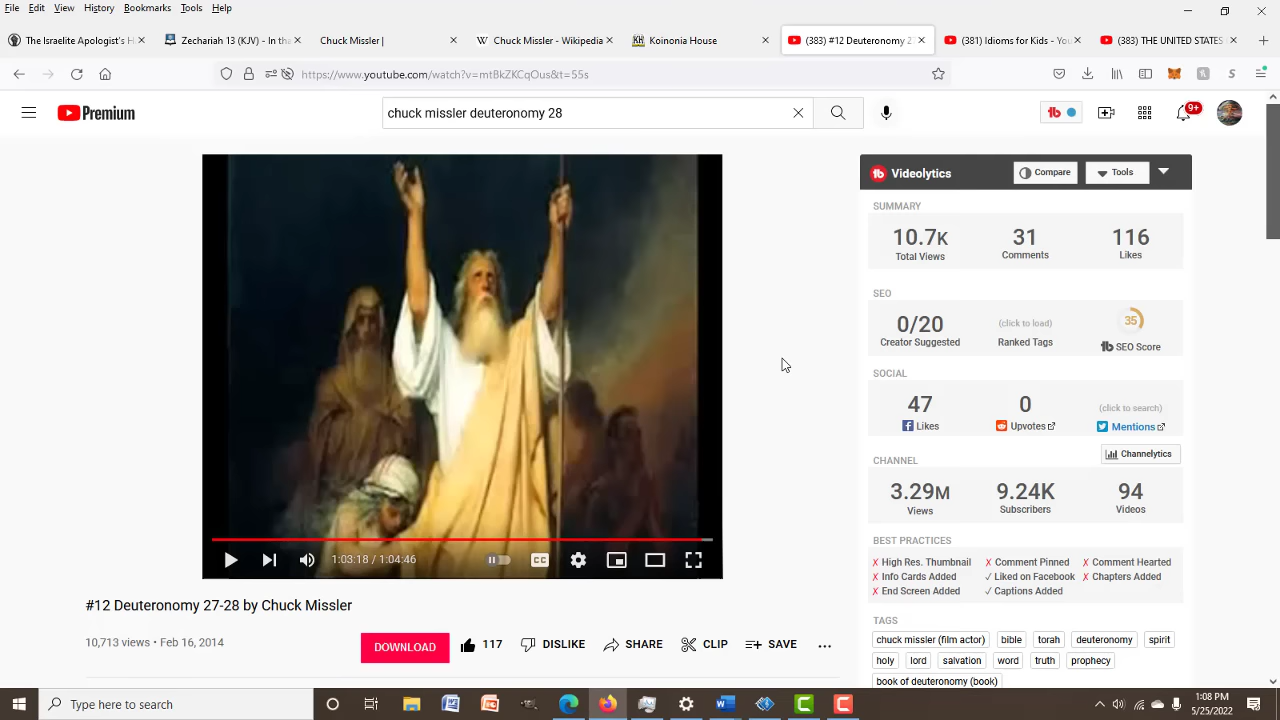 File Edit View History Bookmarks Tools Help
The Israelite Apologist's H
Zechariah 13 (KJV) - In tha
Chuck Missler |
Chuck Missler - Wikipedia
Koinonia House
(383) #12 Deuteronomy 27
(381) Idioms for Kids - You
(383) THE UNITED STATES
https://www.youtube.com/watch?v=mtBkZKCqOus&t=55s
Premium
chuck missler deuteronomy 28
9+
Videolytics Compare Tools
SUMMARY
10.7K 31 116
Total Views Comments Likes
SEO
0/20 (click to load) 35
Creator Suggested Ranked Tags SEO Score
SOCIAL
47 0 (click to search)
Likes Upvotes Mentions
CHANNEL Channelytics
3.29M 9.24K 94
Views Subscribers Videos
BEST PRACTICES
✗ High Res. Thumbnail ✗ Comment Pinned ✗ Comment Hearted
✗ Info Cards Added ✓ Liked on Facebook ✗ Chapters Added
✗ End Screen Added ✓ Captions Added
TAGS
chuck missler (film actor) bible torah deuteronomy spirit
holy lord salvation word truth prophecy
book of deuteronomy (book)
1:03:18 / 1:04:46 CC
#12 Deuteronomy 27-28 by Chuck Missler
10,713 views • Feb 16, 2014
DOWNLOAD 117 DISLIKE SHARE CLIP SAVE ...
Type here to search
1:08 PM
5/25/2022